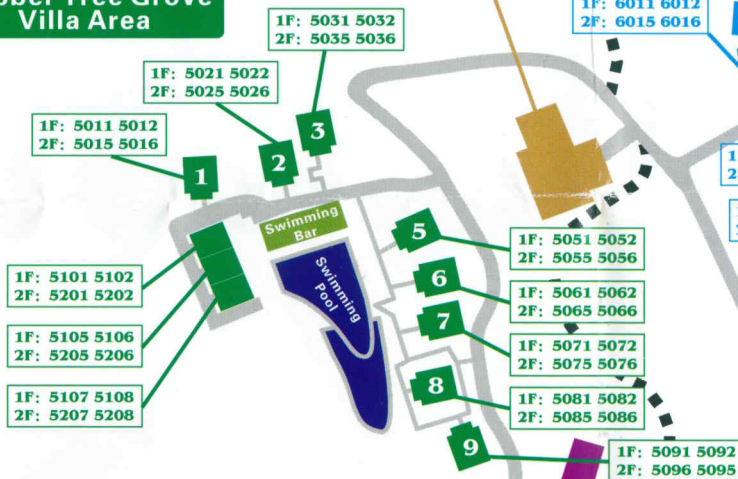 Tree Grove
Villa Area
1F: 5031 5032
2F: 5035 5036
1F: 6011 6012
2F: 6015 6016
1F: 5021 5022
2F: 5025 5026
1F: 5011 5012
2F: 5015 5016
3
2
1
Swimming
Bar
Swimming
Pool
5
1F: 5051 5052
2F: 5055 5056
1F: 5101 5102
2F: 5201 5202
6
1F: 5061 5062
2F: 5065 5066
1F: 5105 5106
2F: 5205 5206
7
1F: 5071 5072
2F: 5075 5076
1F: 5107 5108
2F: 5207 5208
8
1F: 5081 5082
2F: 5085 5086
9
1F: 5091 5092
2F: 5096 5095